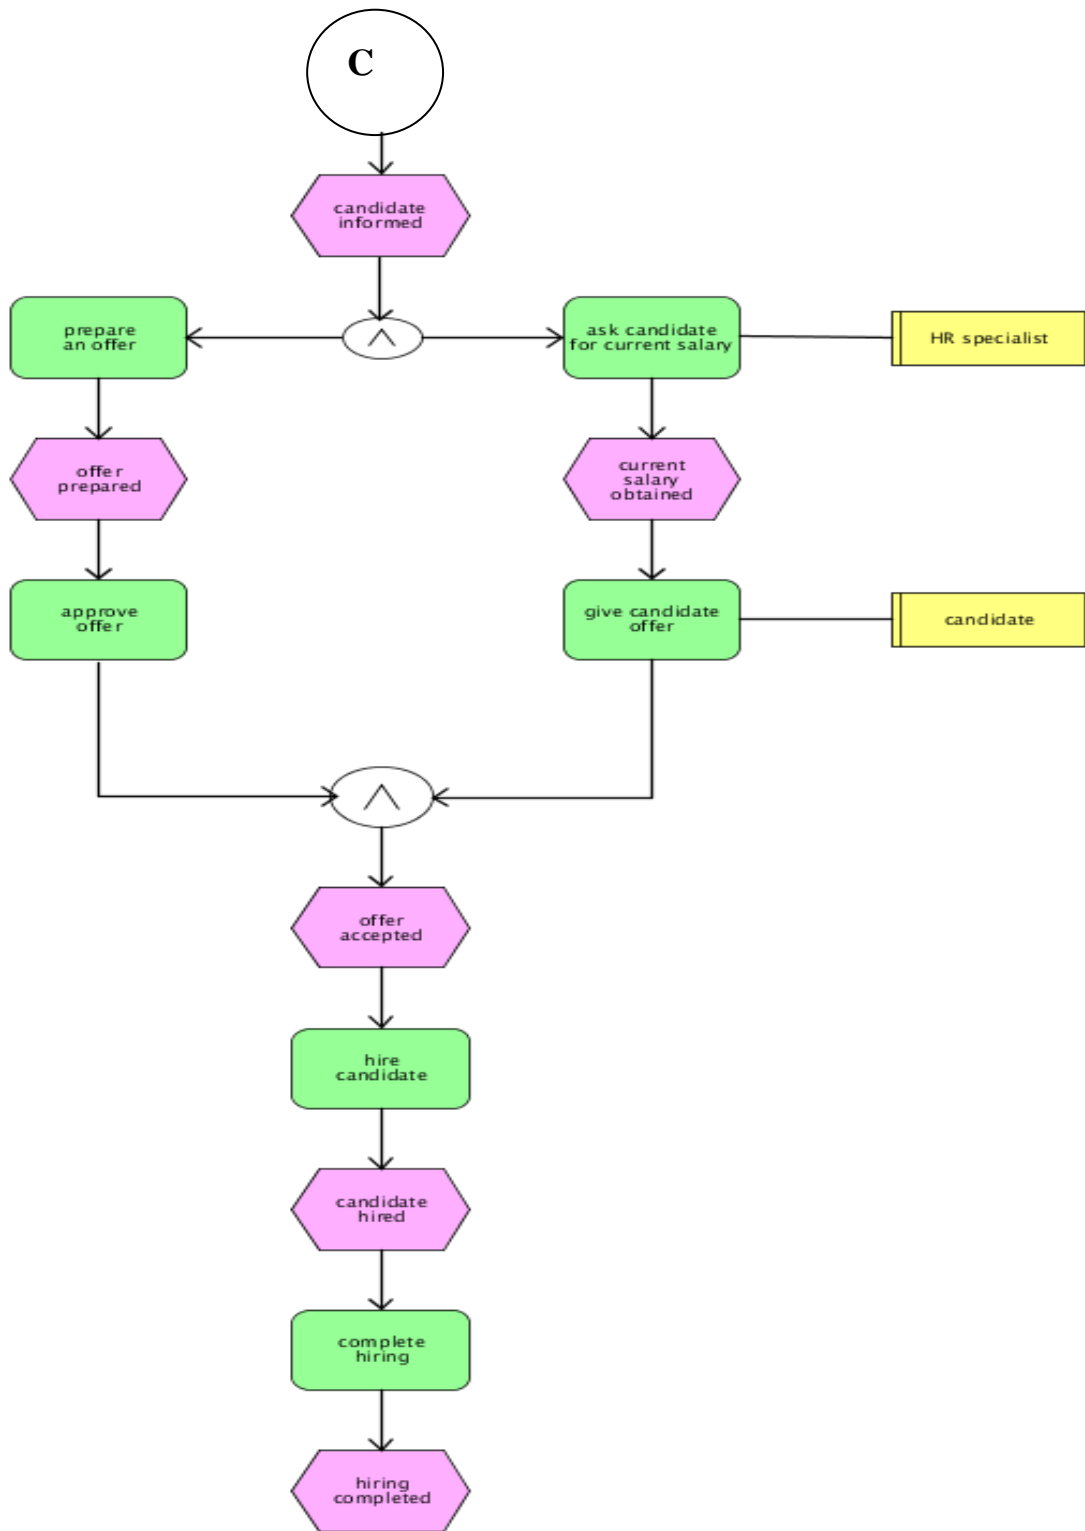 C
candidate
informed
prepare
an offer
ask candidate
for current salary
HR specialist
offer
prepared
current
salary
obtained
approve
offer
give candidate
offer
candidate
offer
accepted
hire
candidate
candidate
hired
complete
hiring
hiring
completed